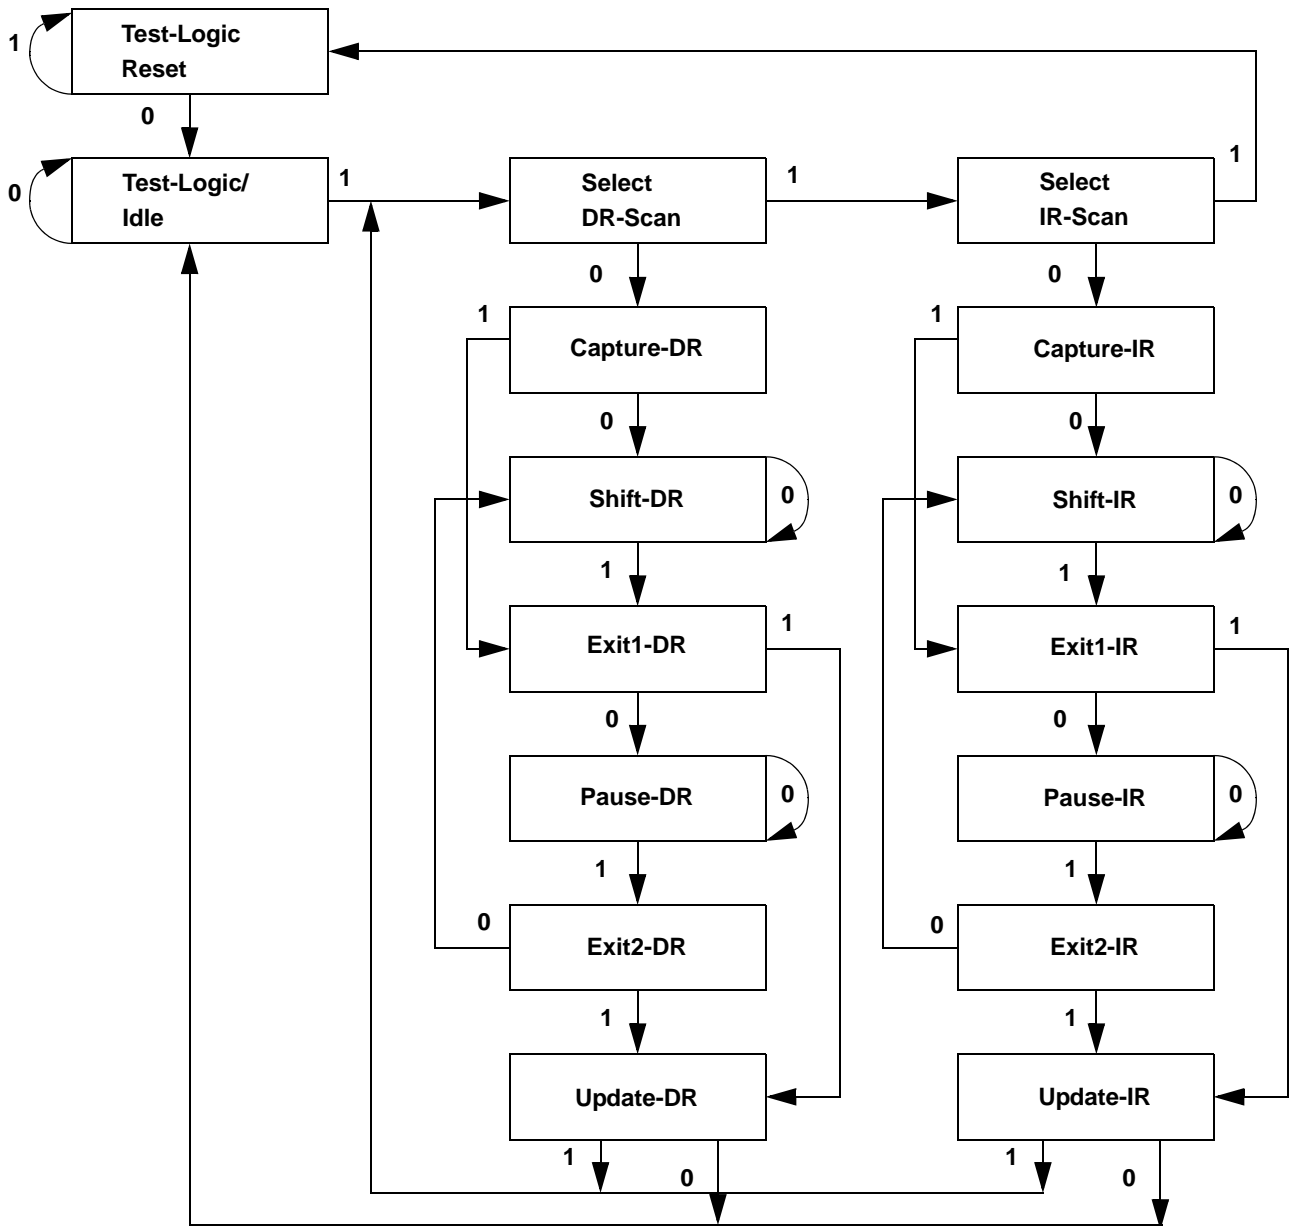 Test-Logic
Reset
1
0
Test-Logic/
Idle
0
1
Select
DR-Scan
1
Select
IR-Scan
1
0
0
1
Capture-DR
1
Capture-IR
0
0
Shift-DR
0
Shift-IR
0
1
1
Exit1-DR
1
Exit1-IR
1
0
0
Pause-DR
0
Pause-IR
0
1
1
0
Exit2-DR
0
Exit2-IR
1
1
Update-DR
Update-IR
1
0
1
0